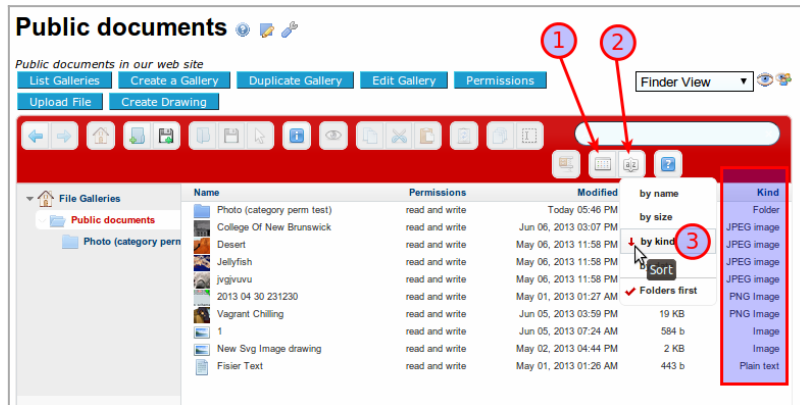 Public documents
1
2
Public documents in our web site
List Galleries Create a Gallery Duplicate Gallery Edit Gallery Permissions Finder View
Upload File Create Drawing
Name Permissions Modified Kind
File Galleries
Public documents
Photo (category perm
Photo (category perm test) read and write Today 05:46 PM Folder
College Of New Brunswick read and write Jun 06, 2013 03:07 PM JPEG image
Desert read and write May 06, 2013 11:58 PM JPEG image
Jellyfish read and write May 06, 2013 11:58 PM JPEG image
jvgjvuvu read and write May 06, 2013 11:58 PM JPEG image
2013 04 30 231230 read and write May 01, 2013 01:27 AM PNG Image
Vagrant Chilling read and write Jun 05, 2013 03:59 PM 19 KB PNG Image
1 read and write Jun 05, 2013 07:24 AM 584 b Image
New Svg Image drawing read and write May 02, 2013 04:44 PM 2 KB Image
Fisier Text read and write May 01, 2013 01:26 AM 443 b Plain text
by name
by size
by kind
3
Sort
Folders first